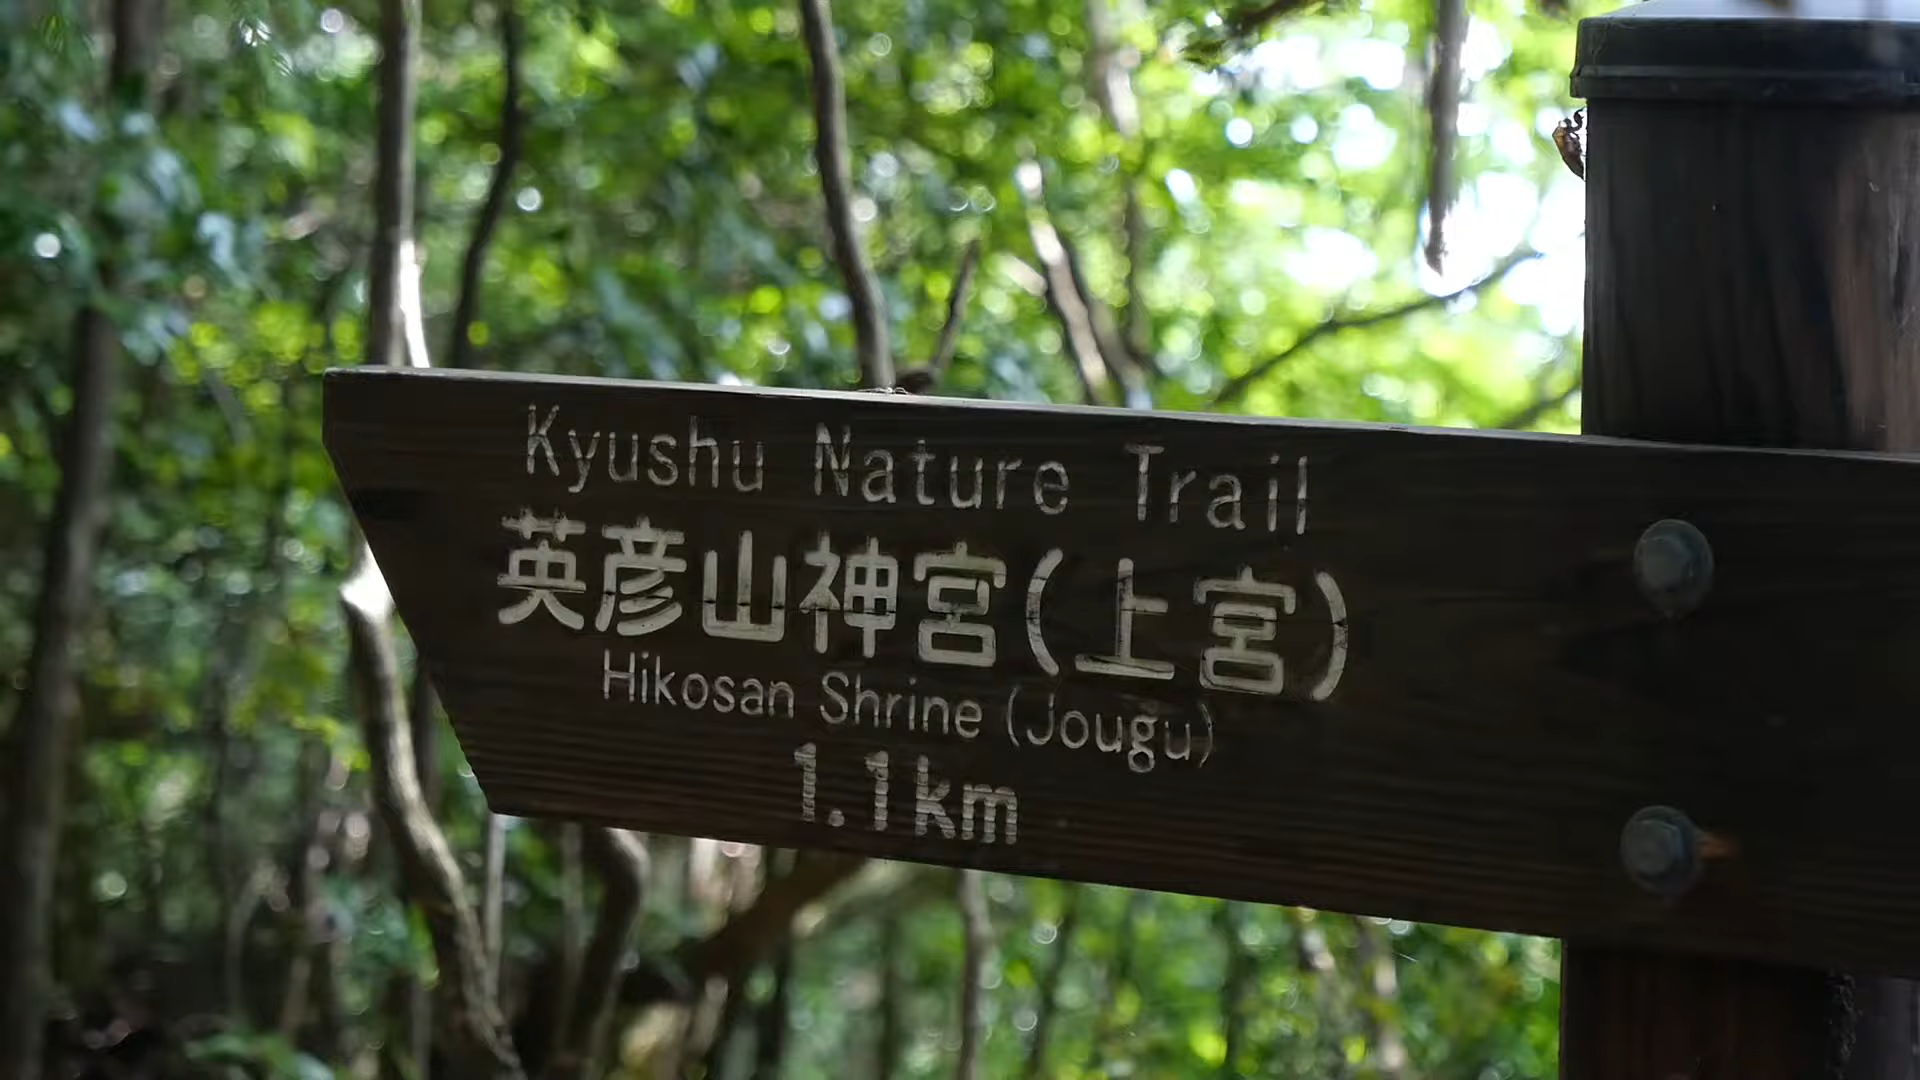 Kyushu Nature Trail
英彦山神宮(上宮)
Hikosan Shrine (Jougu)
1.1km